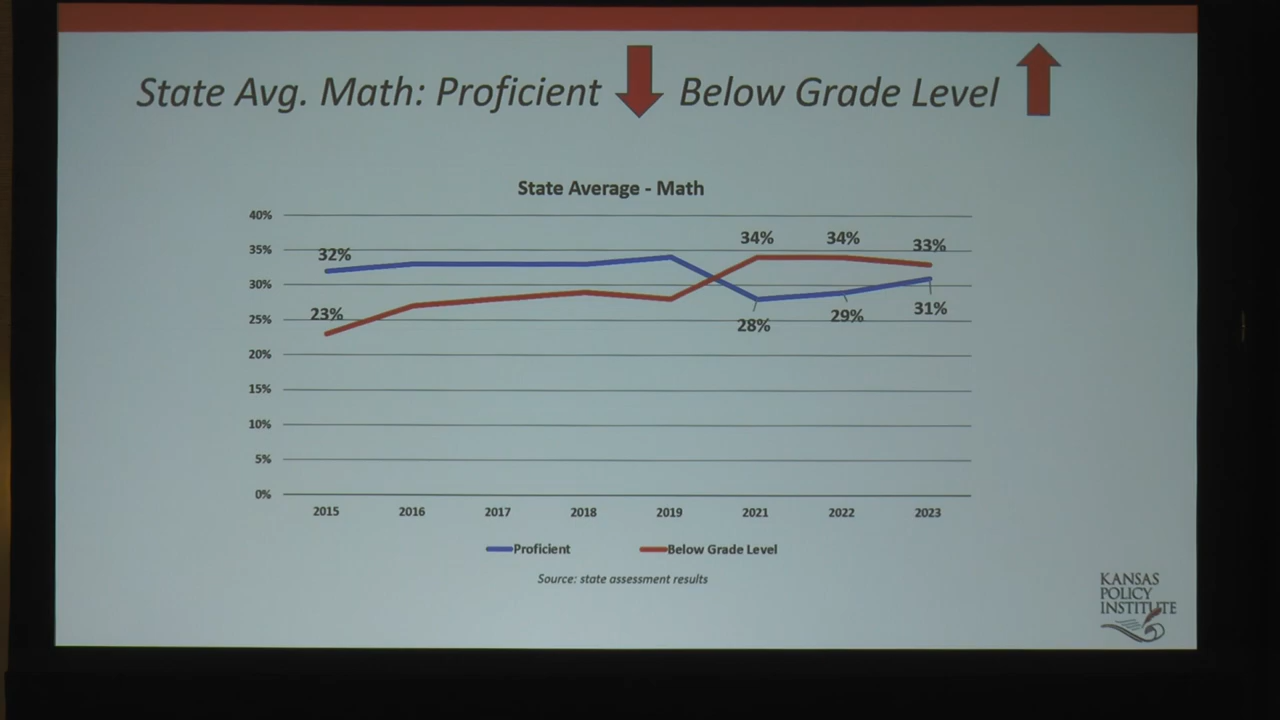 State Avg. Math: Proficient Below Grade Level
State Average - Math
40%
35%
30%
25%
20%
15%
10%
5%
0%
32%
23%
34%
34%
33%
28%
29%
31%
2015 2016 2017 2018 2019 2021 2022 2023
Proficient Below Grade Level
Source: state assessment results
KANSAS
POLICY
INSTITUTE